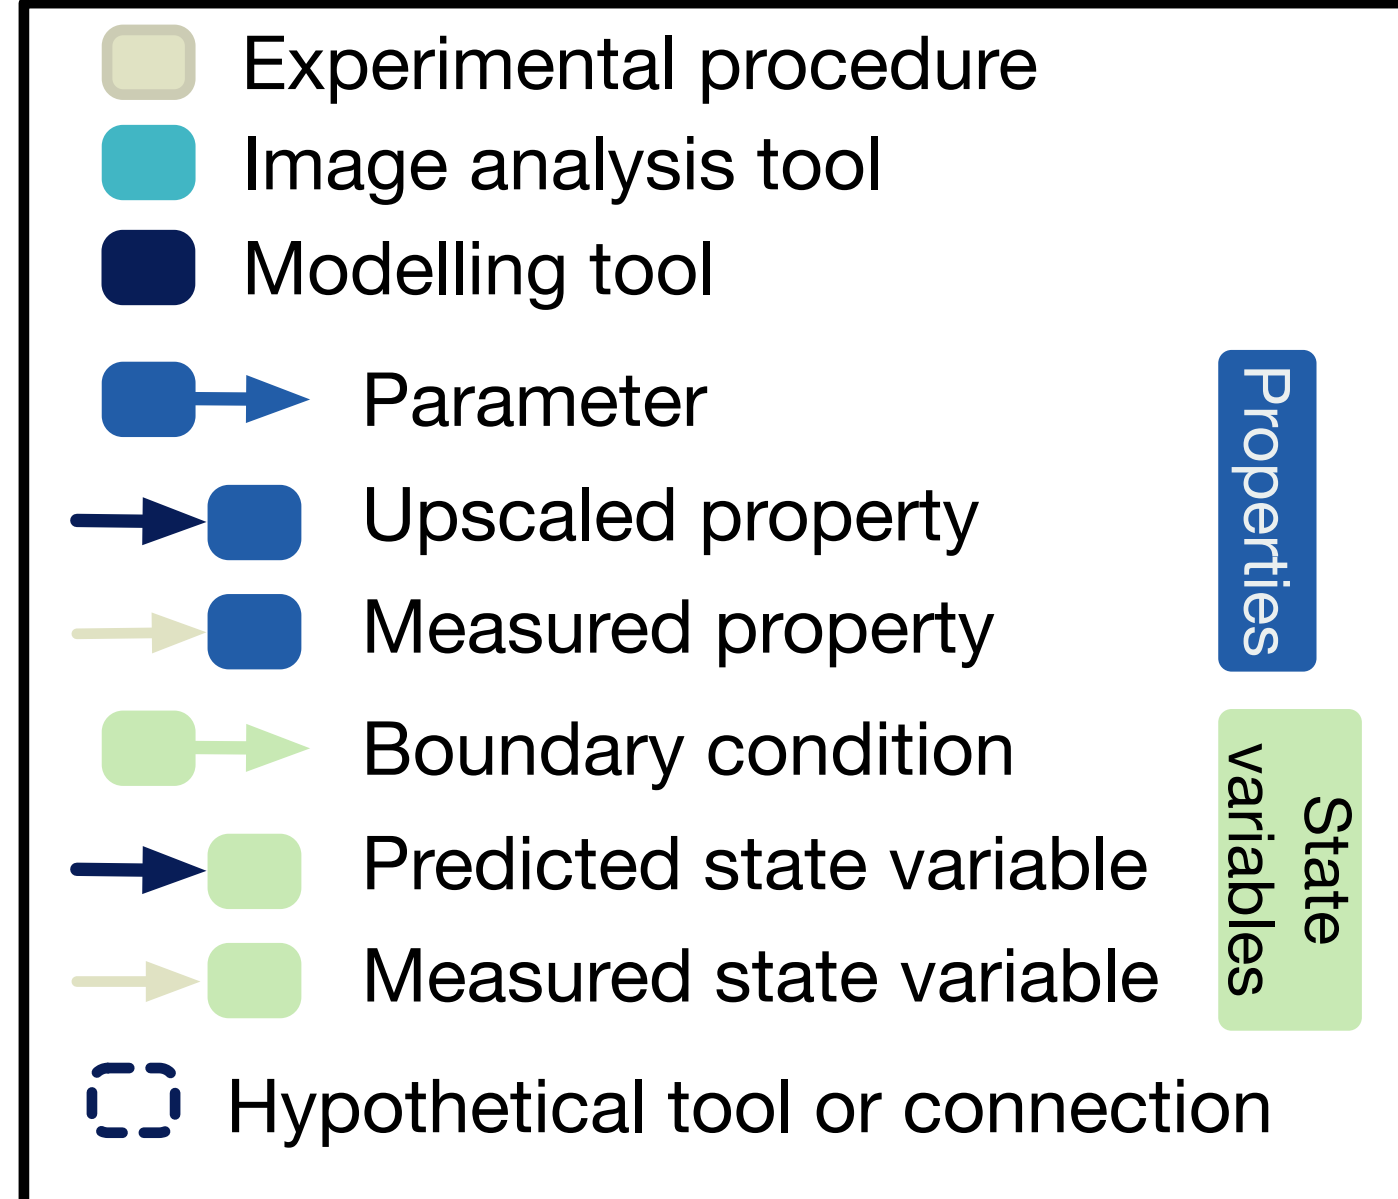 Experimental procedure
Image analysis tool
Modelling tool
Parameter
Upscaled property
Measured property
Properties
Boundary condition
Predicted state variable
Measured state variable
State
variables
Hypothetical tool or connection